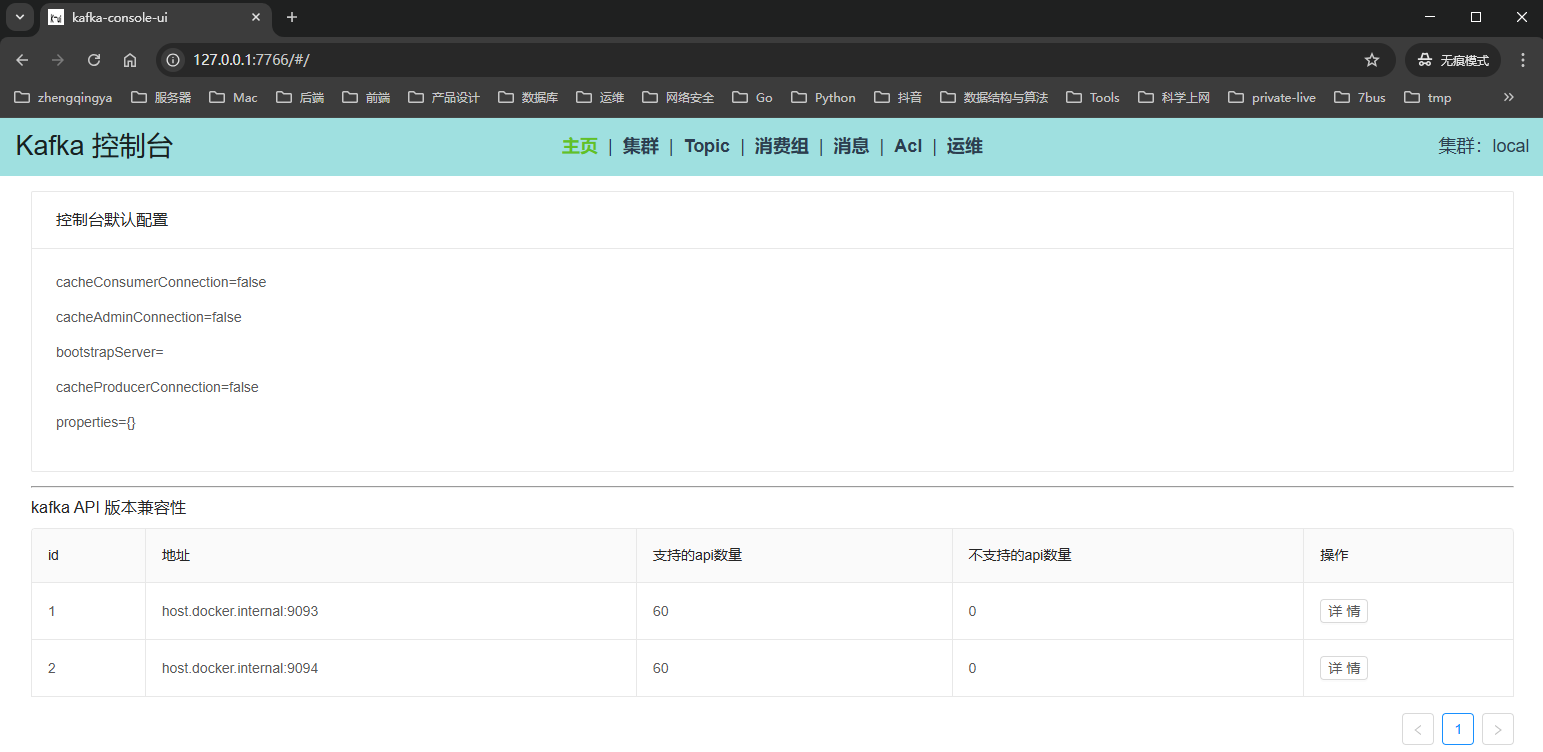 kafka-console-ui
127.0.0.1:7766/#/
无痕模式
zhengqingya 服务器 Mac 后端 前端 产品设计 数据库 运维 网络安全 Go Python 抖音 数据结构与算法 Tools 科学上网 private-live 7bus tmp
Kafka 控制台 主页 | 集群 | Topic | 消费组 | 消息 | Acl | 运维 集群：local
控制台默认配置
cacheConsumerConnection=false
cacheAdminConnection=false
bootstrapServer=
cacheProducerConnection=false
properties={}
kafka API 版本兼容性
id 地址 支持的api数量 不支持的api数量 操作
1 host.docker.internal:9093 60 0 详 情
2 host.docker.internal:9094 60 0 详 情
< 1 >